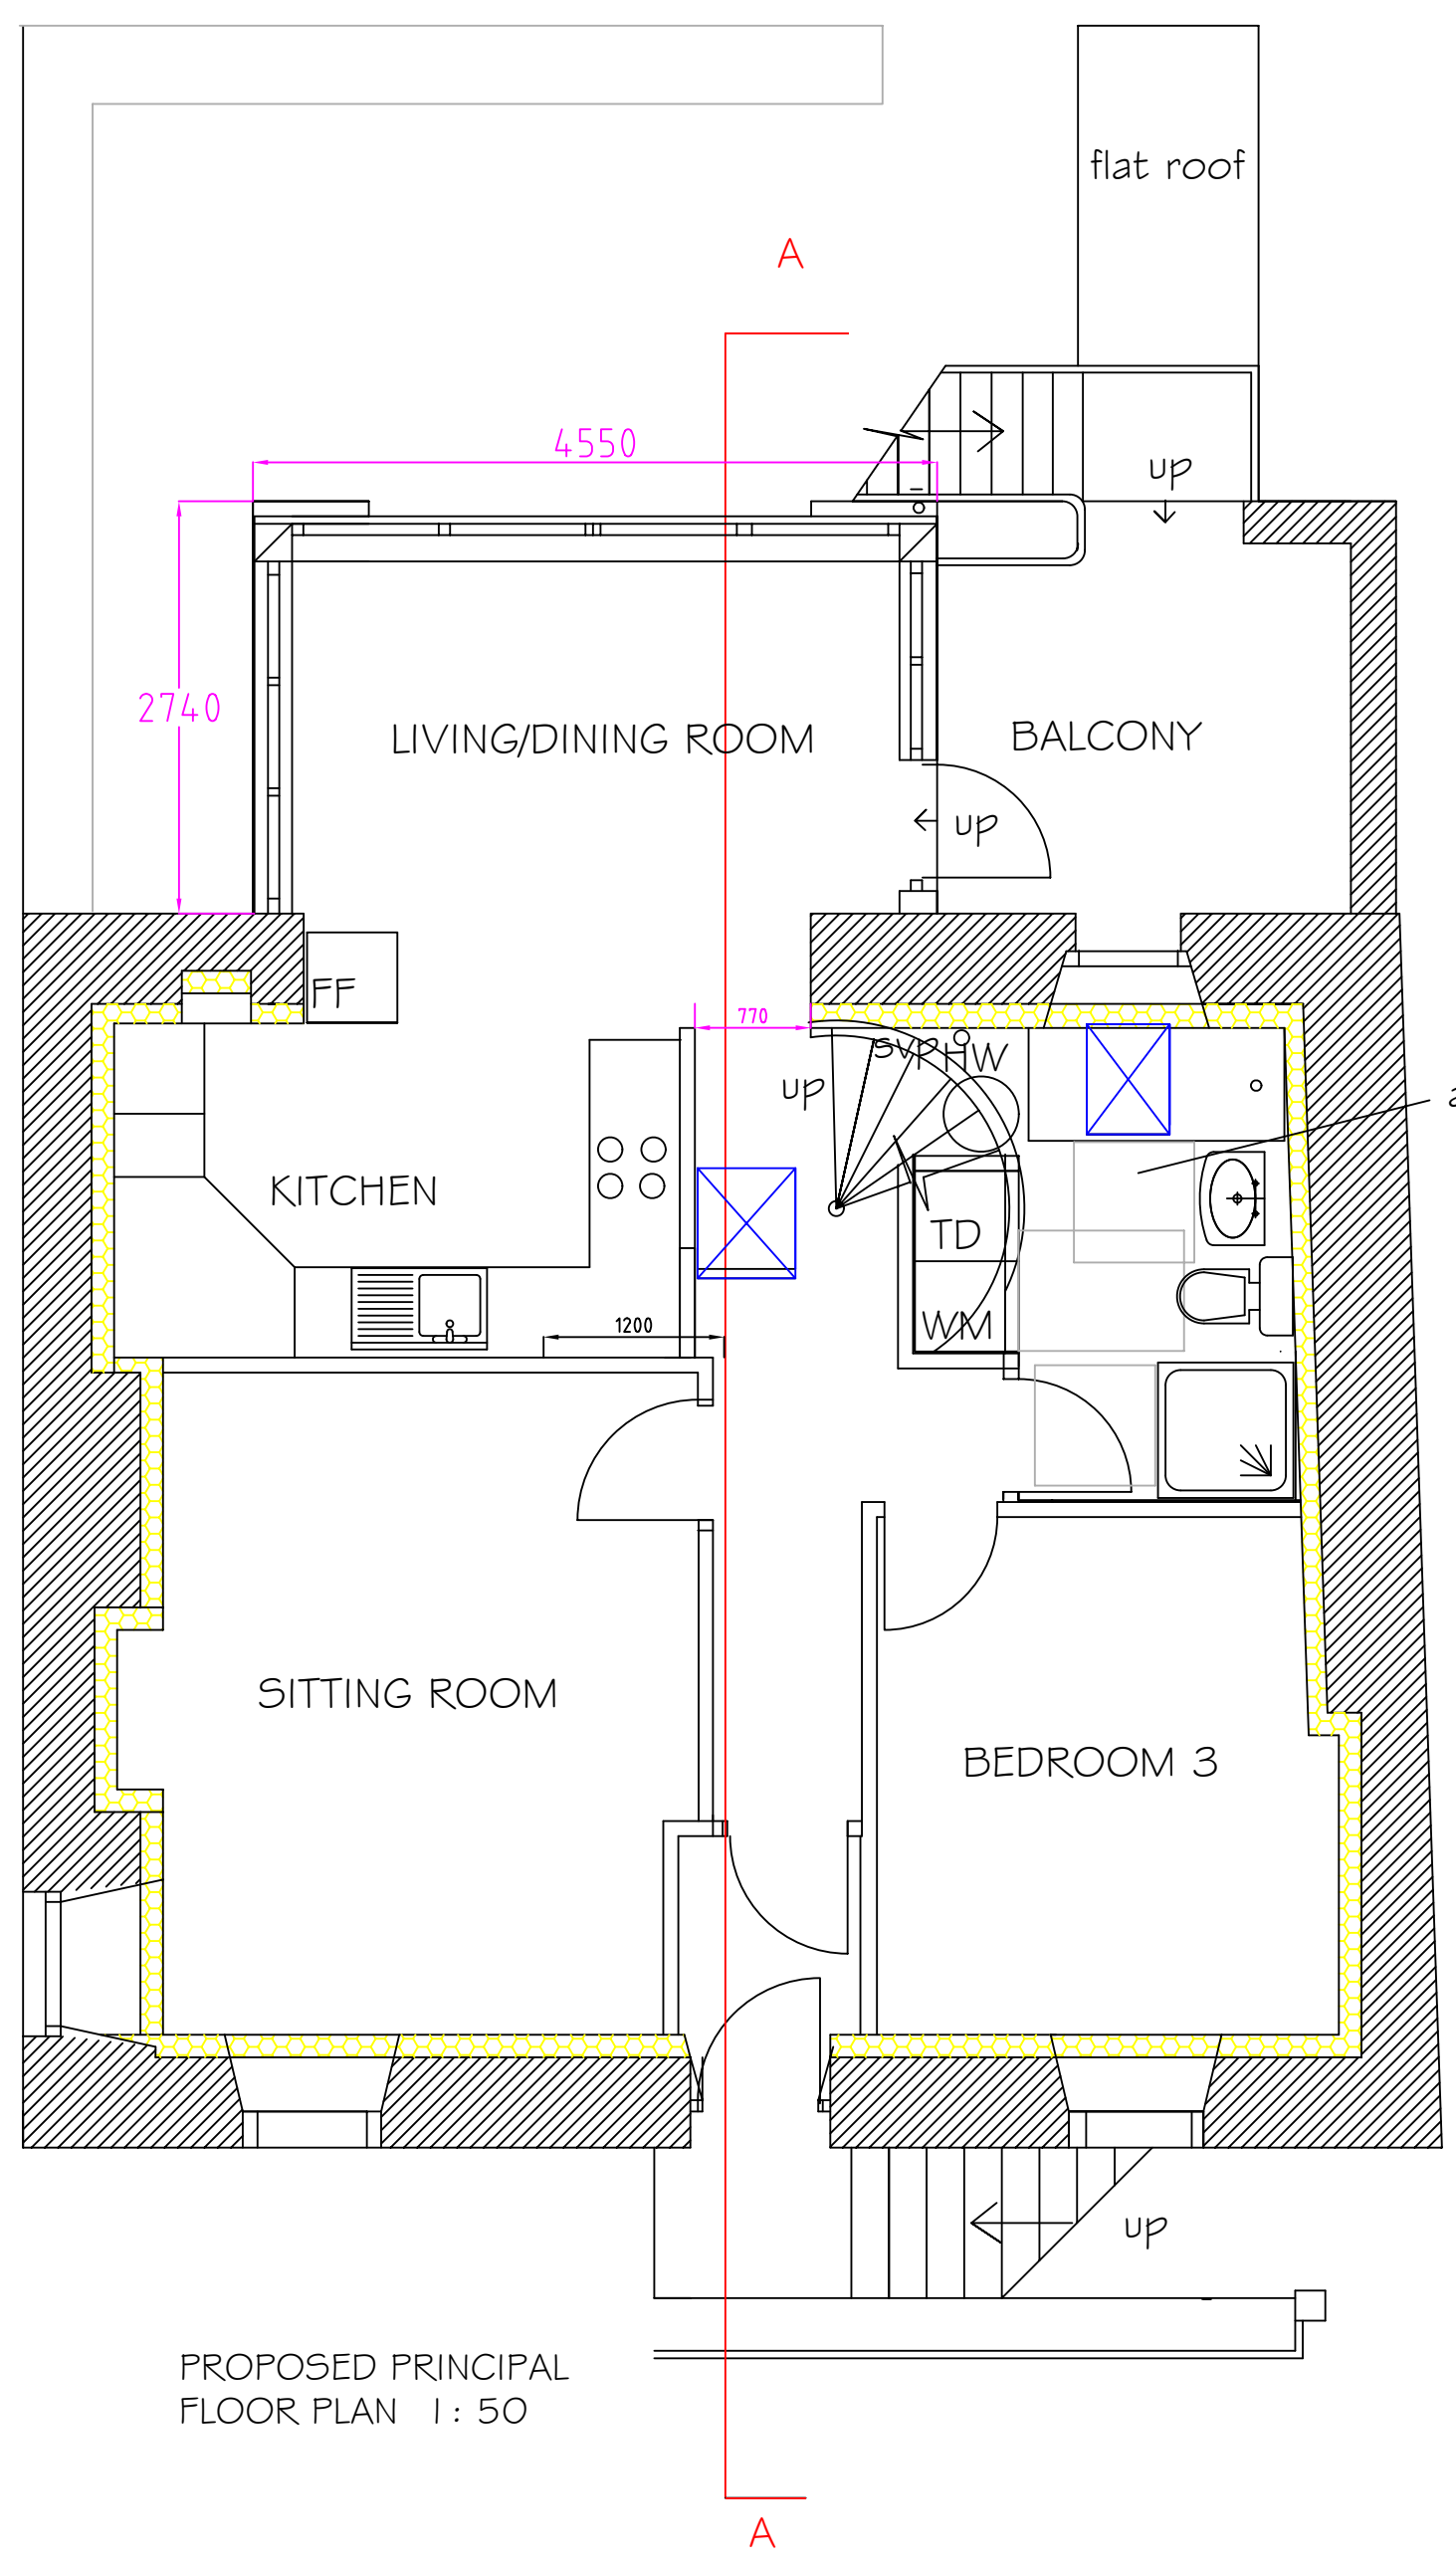 flat roof
A
4550
up
2740
LIVING/DINING ROOM
BALCONY
up
FF
770
SVP
HW
up
KITCHEN
TD
WM
1200
SITTING ROOM
BEDROOM 3
up
PROPOSED PRINCIPAL
FLOOR PLAN 1 : 50
A